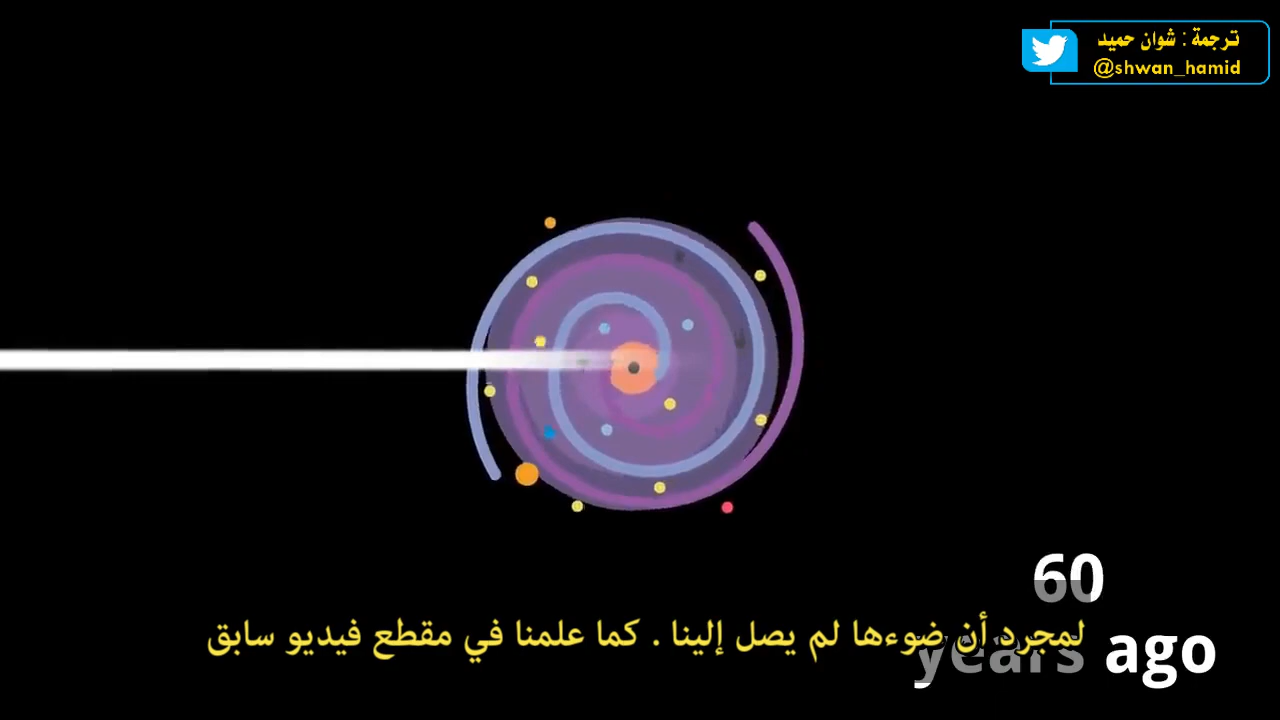 ترجمة : شوان حميد
@shwan_hamid
60
years ago
لمجرد أن ضوءها لم يصل إلينا . كما علمنا في مقطع فيديو سابق